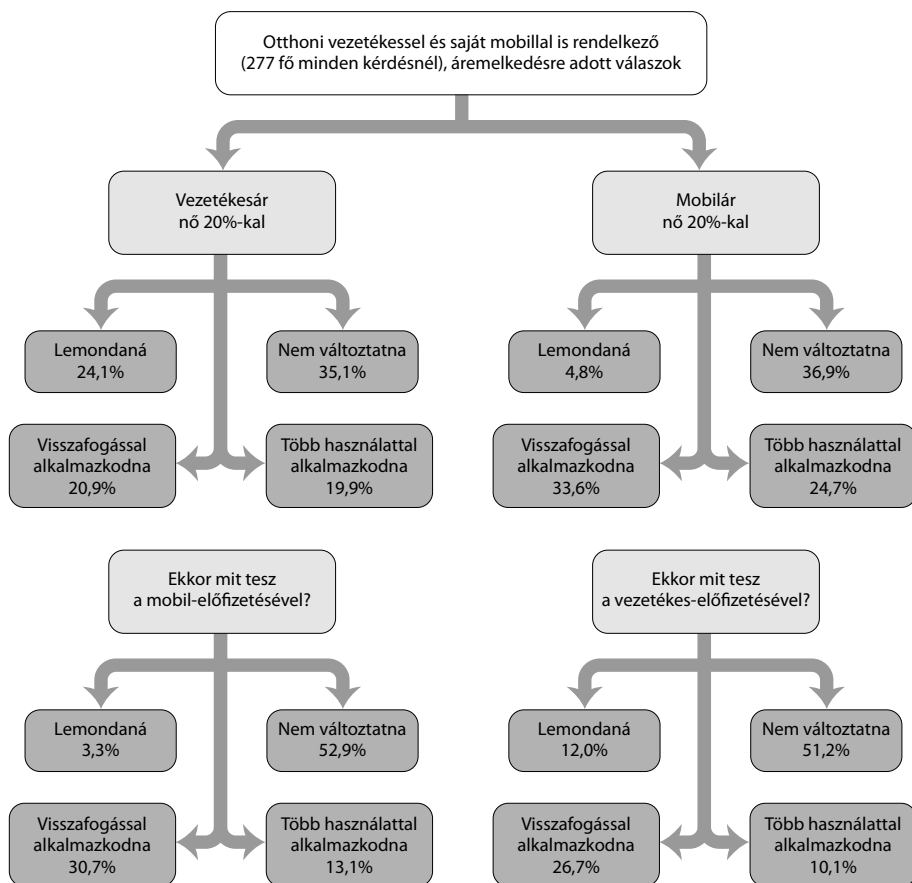 Otthoni vezetékessel és saját mobillal is rendelkező
(277 fő minden kérdésnél), áremelkedésre adott válaszok
Vezetékesár
nő 20%-kal
Mobilár
nő 20%-kal
Lemondaná
24,1%
Nem változtatna
35,1%
Lemondaná
4,8%
Nem változtatna
36,9%
Visszafogással
alkalmazkodna
20,9%
Több használattal
alkalmazkodna
19,9%
Visszafogással
alkalmazkodna
33,6%
Több használattal
alkalmazkodna
24,7%
Ekkor mit tesz
a mobil-előfizetésével?
Ekkor mit tesz
a vezetékes-előfizetésével?
Lemondaná
3,3%
Nem változtatna
52,9%
Lemondaná
12,0%
Nem változtatna
51,2%
Visszafogással
alkalmazkodna
30,7%
Több használattal
alkalmazkodna
13,1%
Visszafogással
alkalmazkodna
26,7%
Több használattal
alkalmazkodna
10,1%